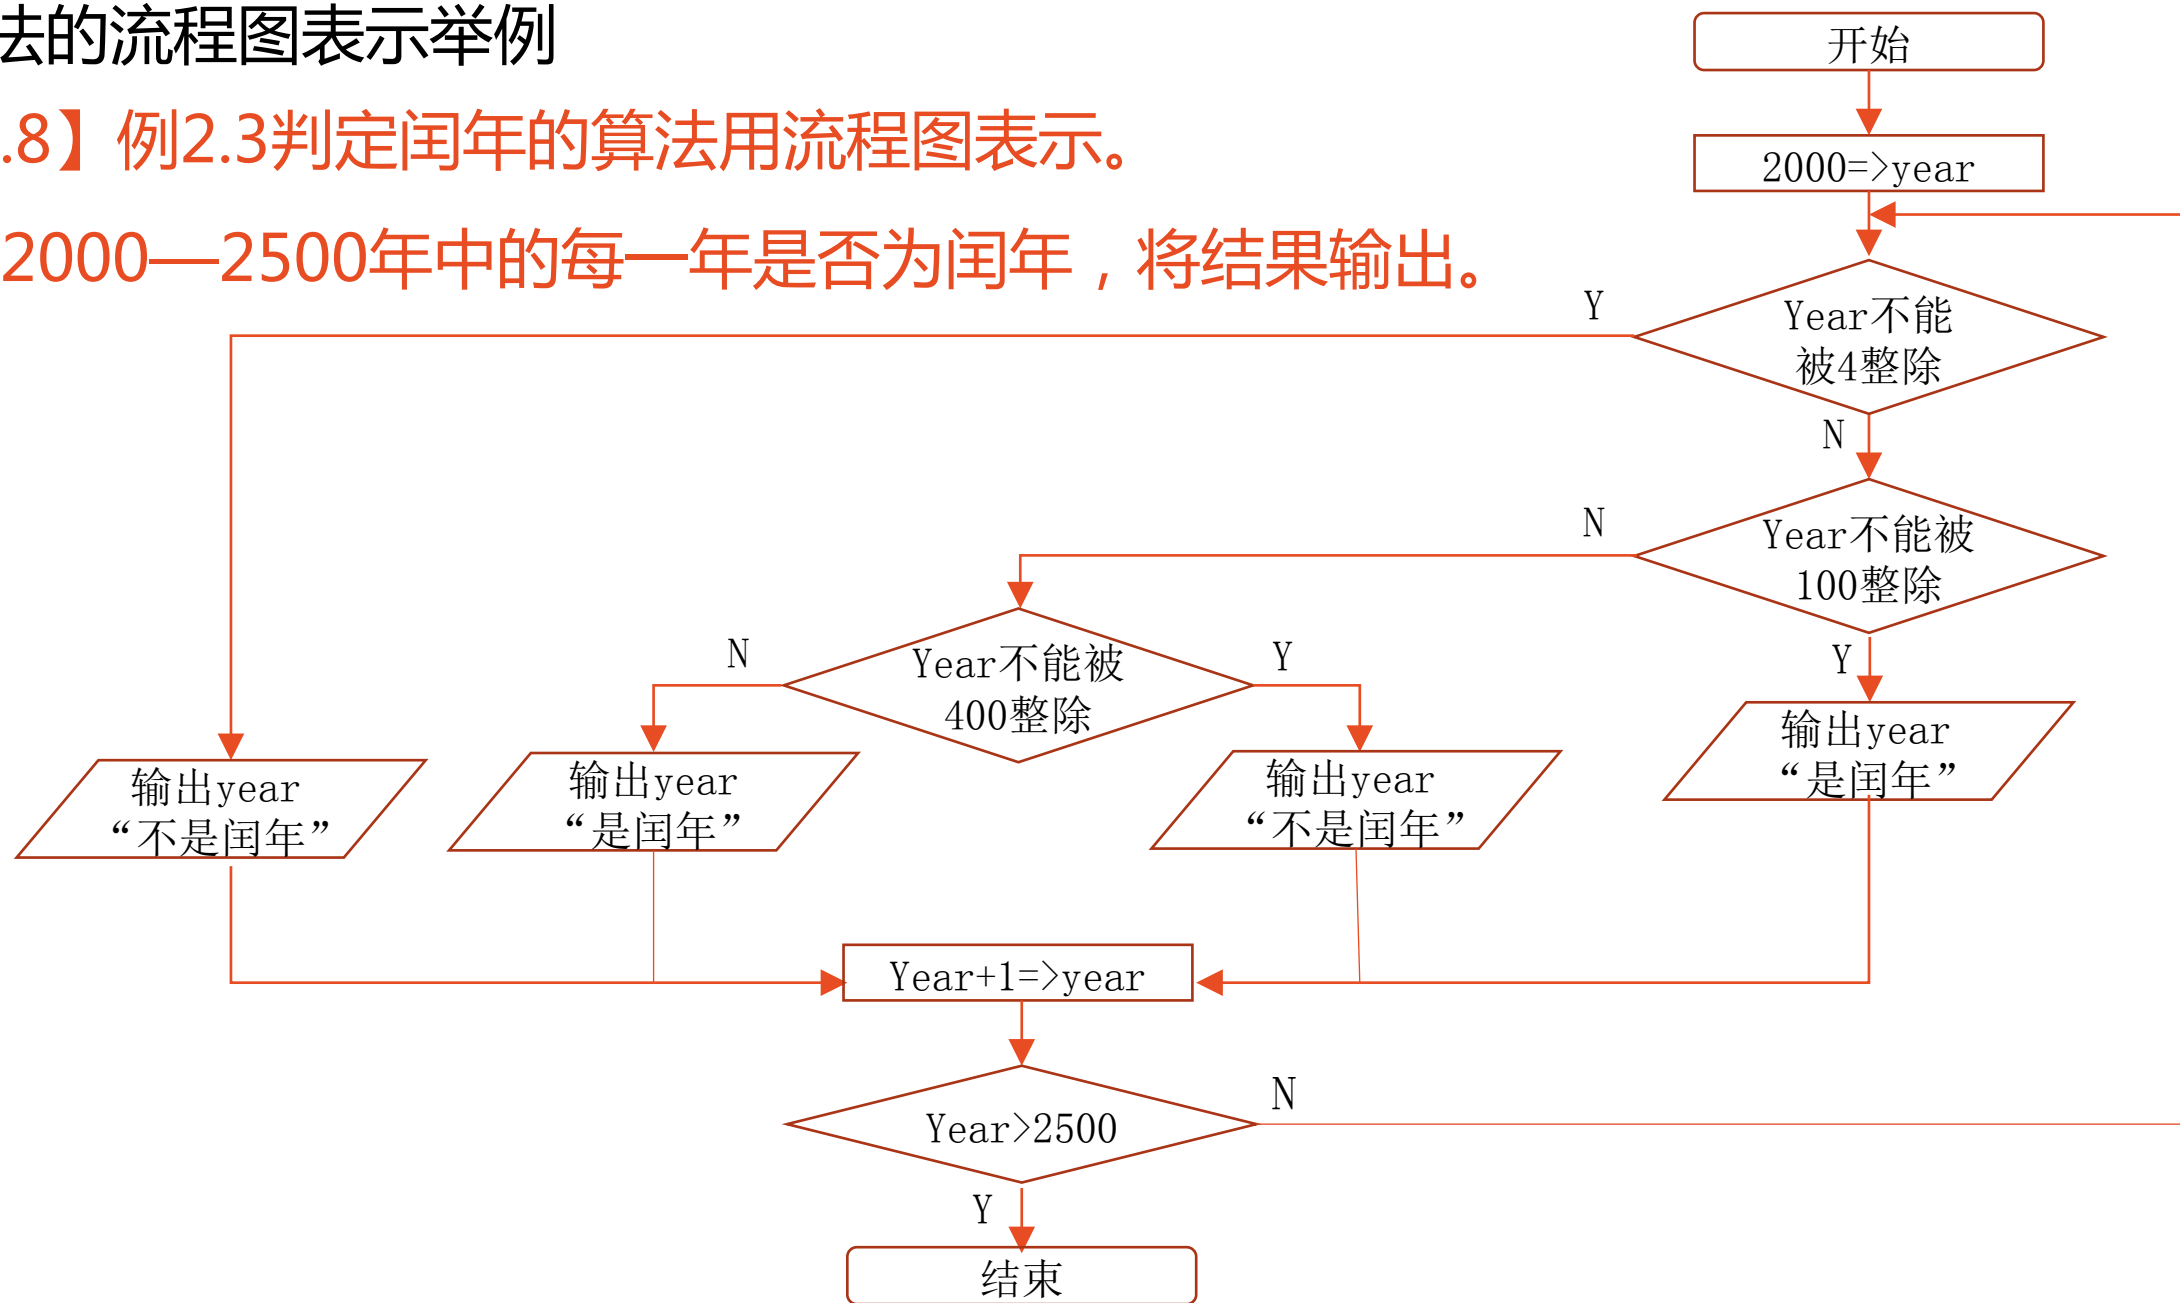 法的流程图表示举例
.8】例2.3判定闰年的算法用流程图表示。
2000—2500年中的每一年是否为闰年，将结果输出。
开始
2000=>year
Y
Year不能
被4整除
N
N
Year不能被
100整除
Y
N
Year不能被
400整除
Y
输出year
“是闰年”
输出year
“不是闰年”
输出year
“是闰年”
输出year
“不是闰年”
Year+1=>year
Year>2500
N
Y
结束